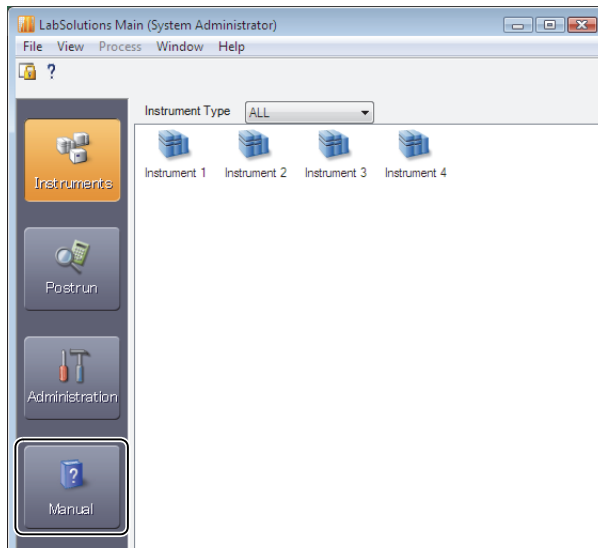 LabSolutions Main (System Administrator)
File View Process Window Help
?
Instrument Type ALL
Instruments
Instrument 1 Instrument 2 Instrument 3 Instrument 4
Postrun
Administration
?
Manual